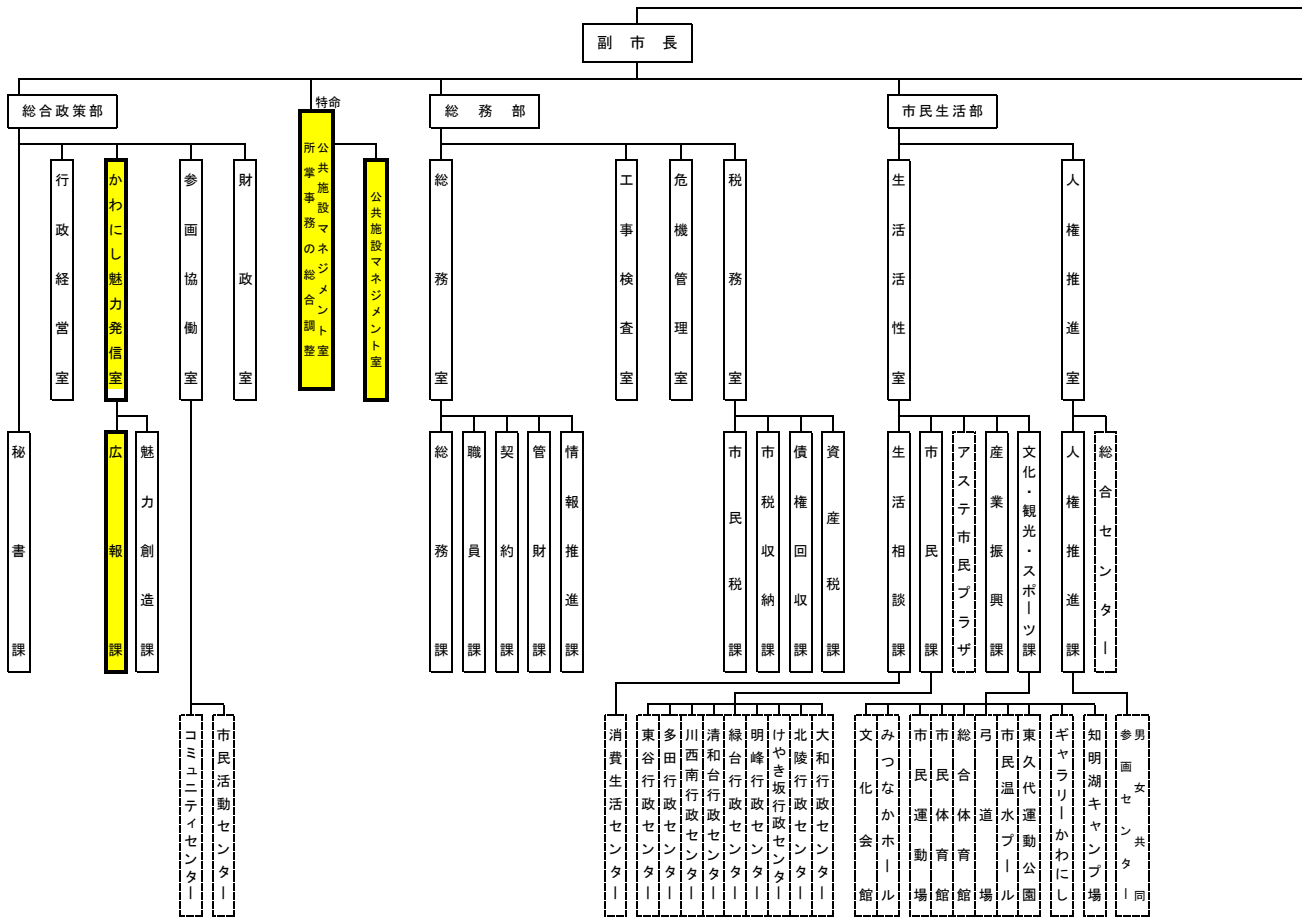 副市長
総合政策部
特命
総務部
市民生活部
行政経営室
かわにし魅力発信室
参画協働室
財政室
公共施設マネジメント室
所掌事務の総合調整
公共施設マネジメント室
総務室
工事検査室
危機管理室
税務室
生活活性室
人権推進室
秘書課
広報課
魅力創造課
総務課
職員課
契約課
管財課
情報推進課
市民税課
市税収納課
債権回収課
資産税課
生活相談課
市民課
アステ市民プラザ
産業振興課
文化・観光・スポーツ課
人権推進課
総合センター
コミュニティセンター
市民活動センター
消費生活センター
東谷行政センター
多田行政センター
川西南行政センター
清和台行政センター
緑台行政センター
明峰行政センター
けやき坂行政センター
北陵行政センター
大和行政センター
文化会館
みつなかホール
市民運動場
市民体育館
総合体育館
弓道場
市民温水プール
東久代運動公園
ギャラリーかわにし
知明湖キャンプ場
男女共同
参画センター